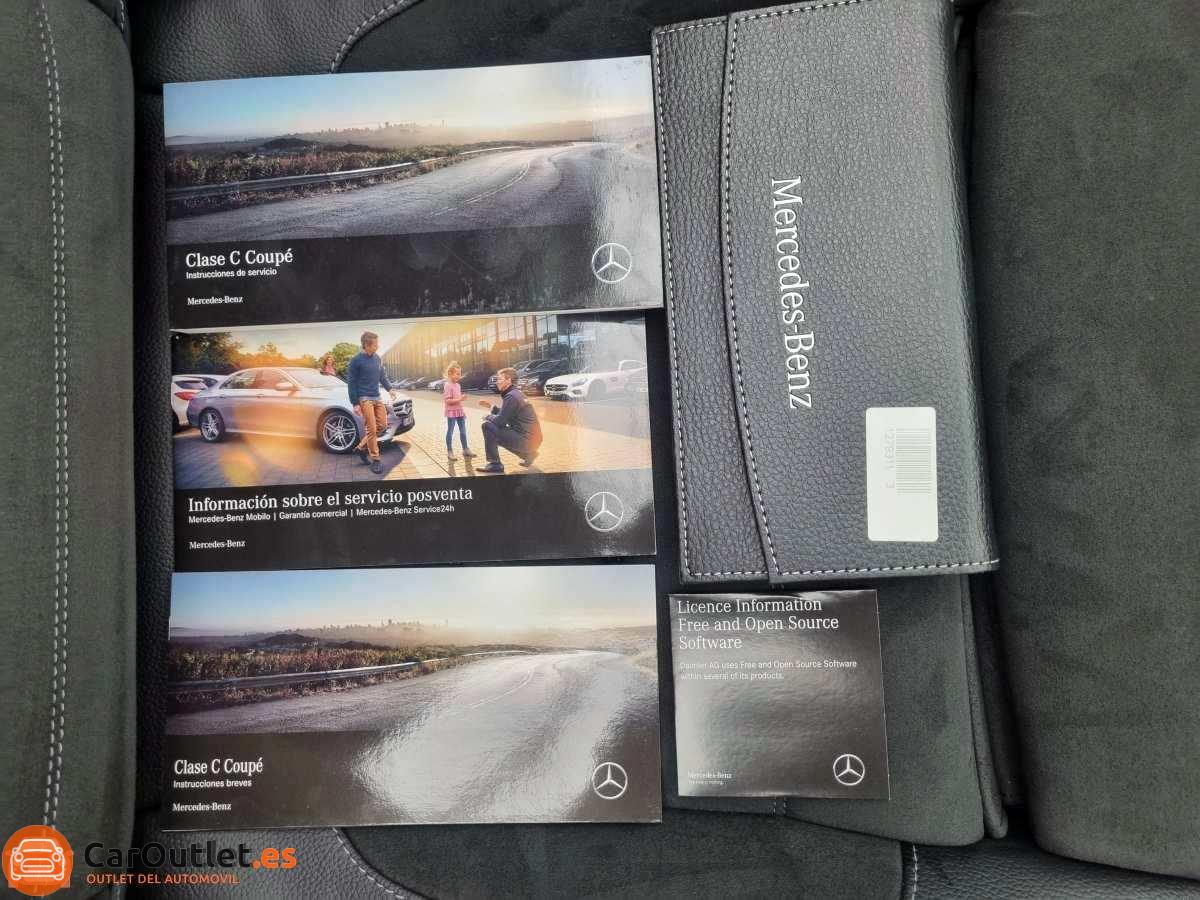 Clase C Coupé
Instrucciones de servicio
Mercedes-Benz
Información sobre el servicio posventa
Mercedes-Benz Mobilo | Garantía comercial | Mercedes-Benz Service24h
Mercedes-Benz
Clase C Coupé
Instrucciones breves
Mercedes-Benz
Mercedes-Benz
1279311 3
Licence Information
Free and Open Source
Software
Daimler AG uses Free and Open Source Software
within several of its products.
Mercedes-Benz
CarOutlet.es
OUTLET DEL AUTOMOVIL